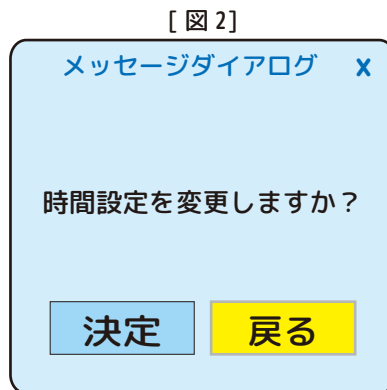 [ 図 2]
メッセージダイアログ x
時間設定を変更しますか？
決定 戻る